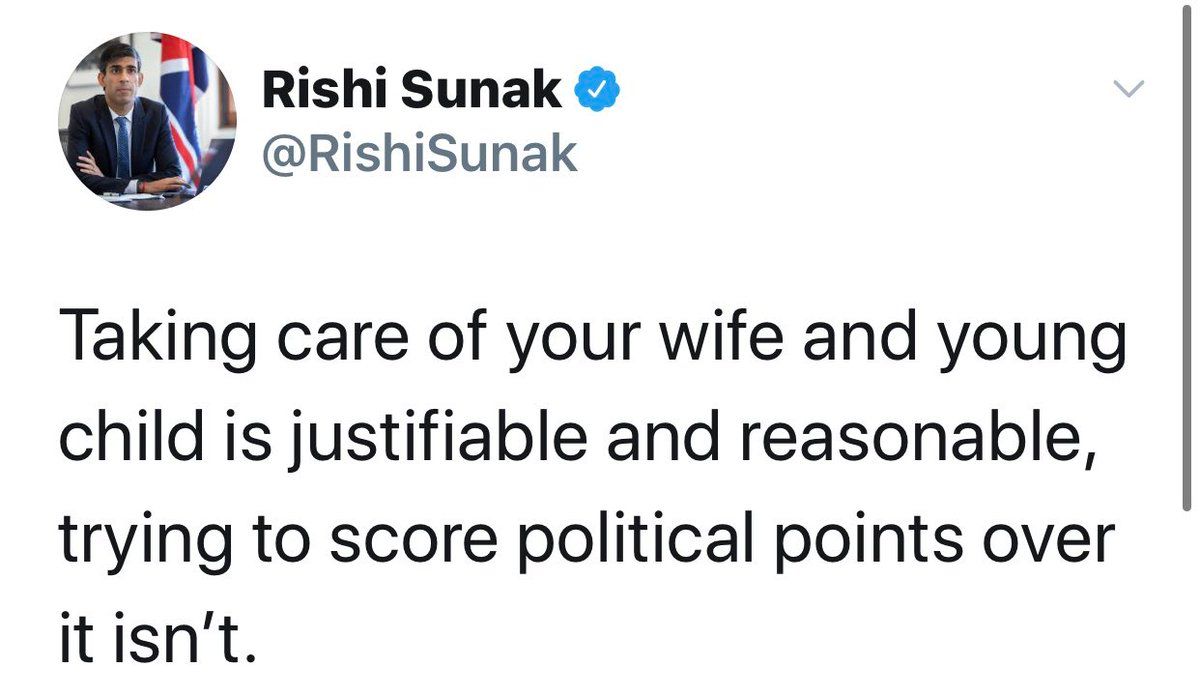 Rishi Sunak
@RishiSunak
Taking care of your wife and young
child is justifiable and reasonable,
trying to score political points over
it isn’t.